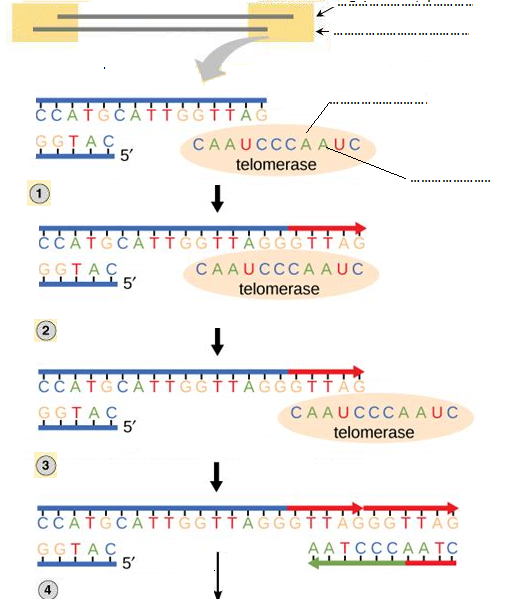 CCATGCATTGGTTAG
GGTAC 5′
CAAUCCCAAUC
telomerase
1
CCATGCATTGGTTAGGGTTAG
GGTAC 5′
CAAUCCCAAUC
telomerase
2
CCATGCATTGGTTAGGGTTAG
GGTAC 5′
CAAUCCCAAUC
telomerase
3
CCATGCATTGGTTAGGGTTAGGGTTAG
GGTAC 5′
AATCCCAATC
4